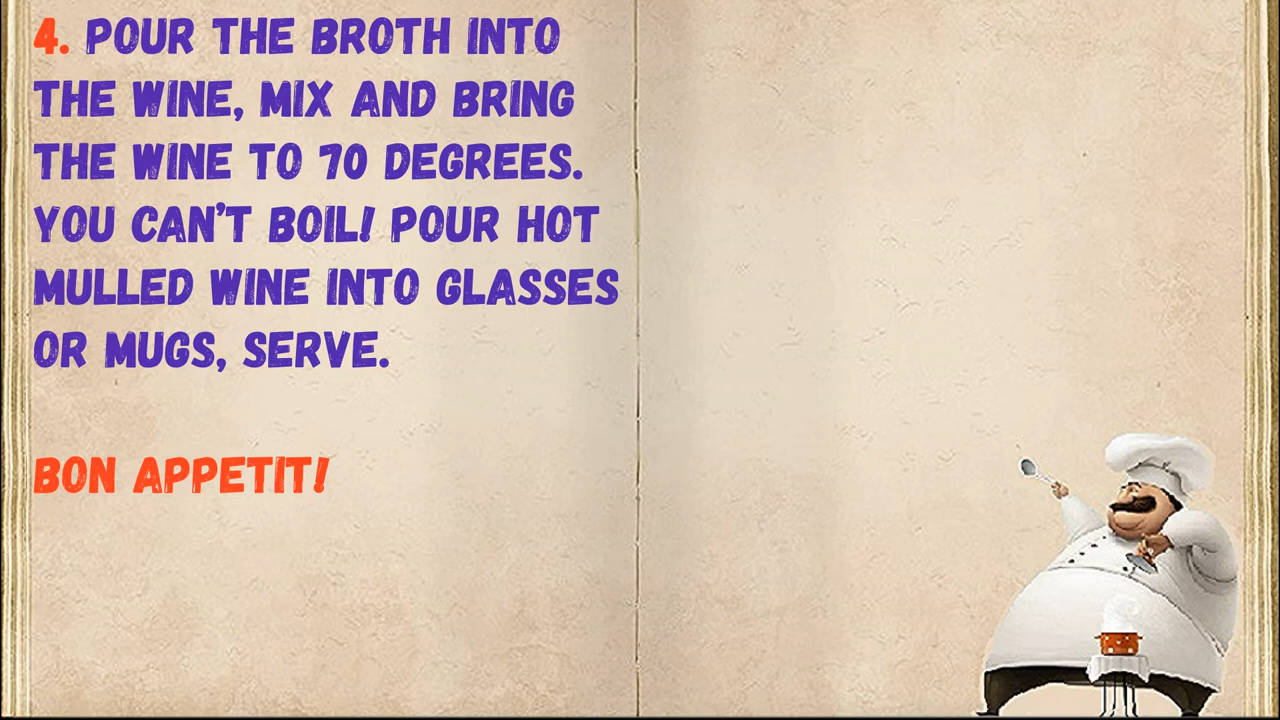 4. POUR THE BROTH INTO
THE WINE, MIX AND BRING
THE WINE TO 70 DEGREES.
YOU CAN'T BOIL! POUR HOT
MULLED WINE INTO GLASSES
OR MUGS, SERVE.
BON APPETIT!